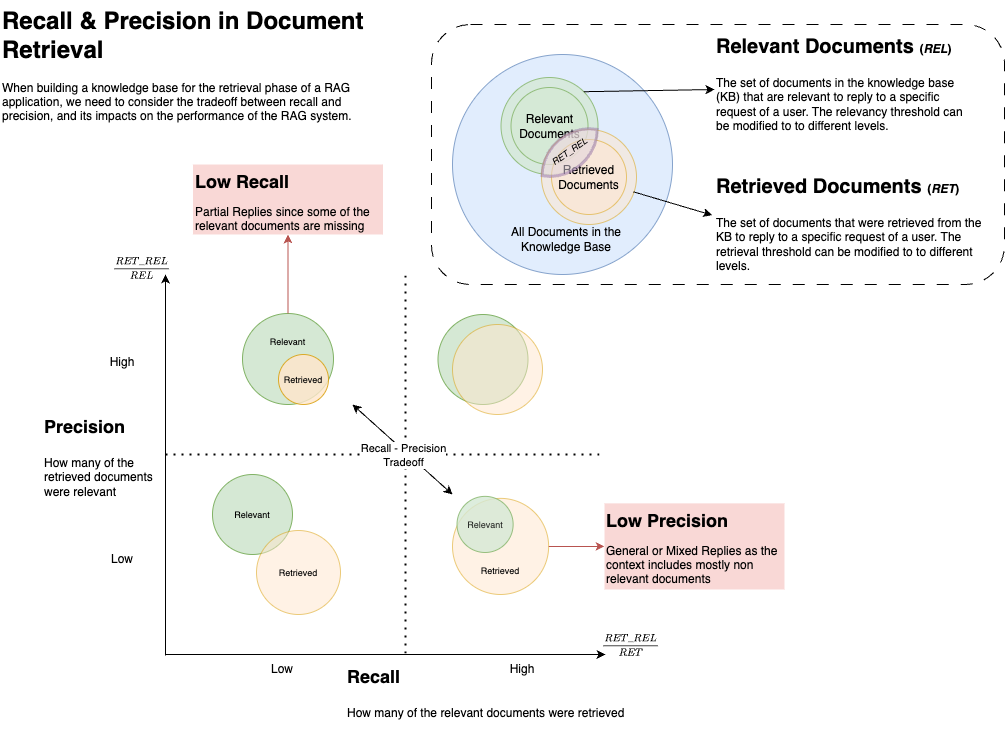 Recall & Precision in Document
Retrieval
When building a knowledge base for the retrieval phase of a RAG
application, we need to consider the tradeoff between recall and
precision, and its impacts on the performance of the RAG system.
Relevant Documents (REL)
The set of documents in the knowledge base
(KB) that are relevant to reply to a specific
request of a user. The relevancy threshold can
be modified to to different levels.
Retrieved Documents (RET)
The set of documents that were retrieved from the
KB to reply to a specific request of a user. The
retrieval threshold can be modified to to different
levels.
Relevant
Documents
RET_REL
Retrieved
Documents
All Documents in the
Knowledge Base
Low Recall
Partial Replies since some of the
relevant documents are missing
RET_REL
REL
High
Relevant
Retrieved
Precision
How many of the
retrieved documents
were relevant
Recall - Precision
Tradeoff
Low
Relevant
Retrieved
Relevant
Retrieved
Low Precision
General or Mixed Replies as the
context includes mostly non
relevant documents
RET_REL
RET
Low
High
Recall
How many of the relevant documents were retrieved